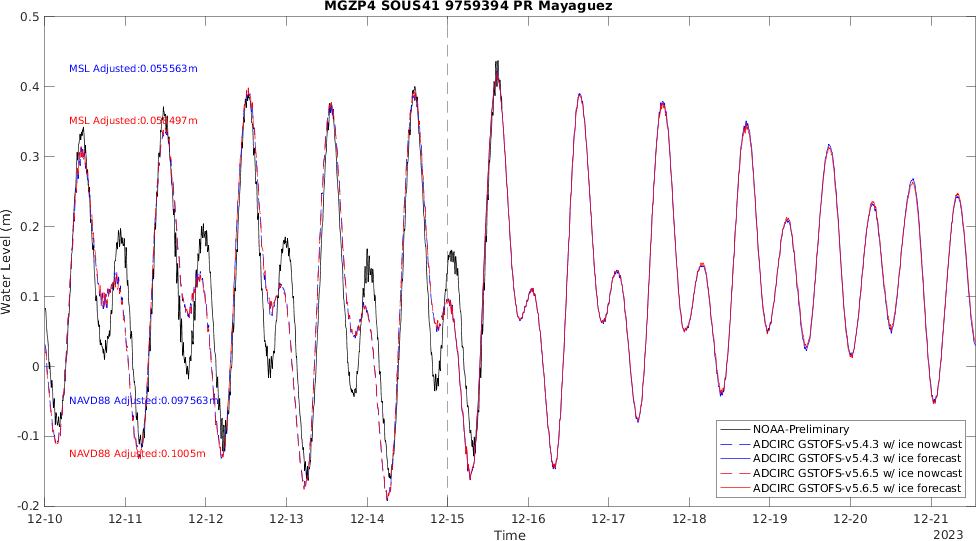 MGZP4 SOUS41 9759394 PR Mayaguez
0.5
0.4
0.3
0.2
0.1
0
-0.1
-0.2
Water Level (m)
MSL Adjusted:0.055563m
NAVD88 Adjusted:0.097563m
NAVD88 Adjusted:0.1005m
NOAA-Preliminary
ADCIRC GSTOFS-v5.4.3 w/ ice nowcast
ADCIRC GSTOFS-v5.4.3 w/ ice forecast
ADCIRC GSTOFS-v5.6.5 w/ ice nowcast
ADCIRC GSTOFS-v5.6.5 w/ ice forecast
12-10 12-11 12-12 12-13 12-14 12-15 12-16 12-17 12-18 12-19 12-20 12-21
Time
2023
MSL Adjusted: